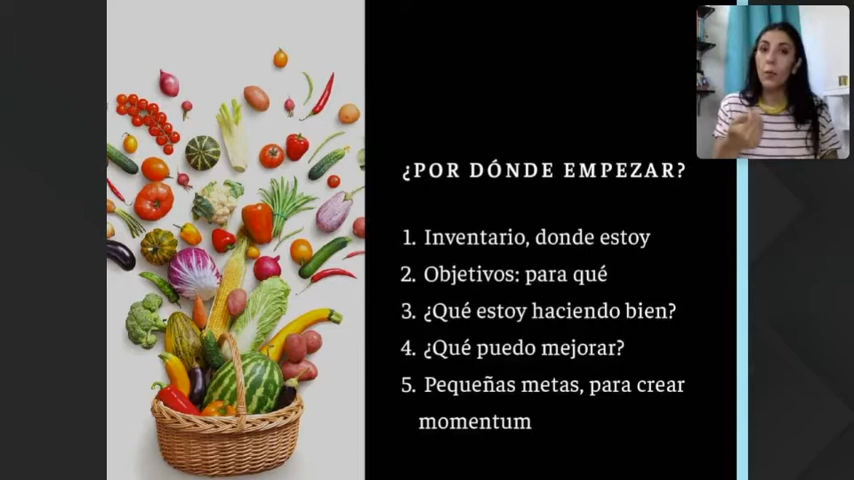 ¿POR DÓNDE EMPEZAR?
1. Inventario, donde estoy
2. Objetivos: para qué
3. ¿Qué estoy haciendo bien?
4. ¿Qué puedo mejorar?
5. Pequeñas metas, para crear
momentum